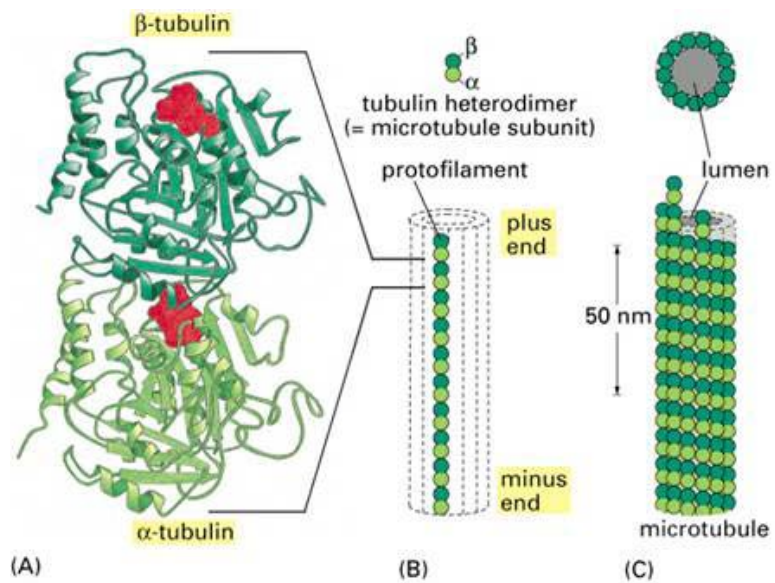 β-tubulin
α-tubulin
(A)
β
α
tubulin heterodimer
(= microtubule subunit)
protofilament
plus
end
minus
end
(B)
lumen
50 nm
microtubule
(C)